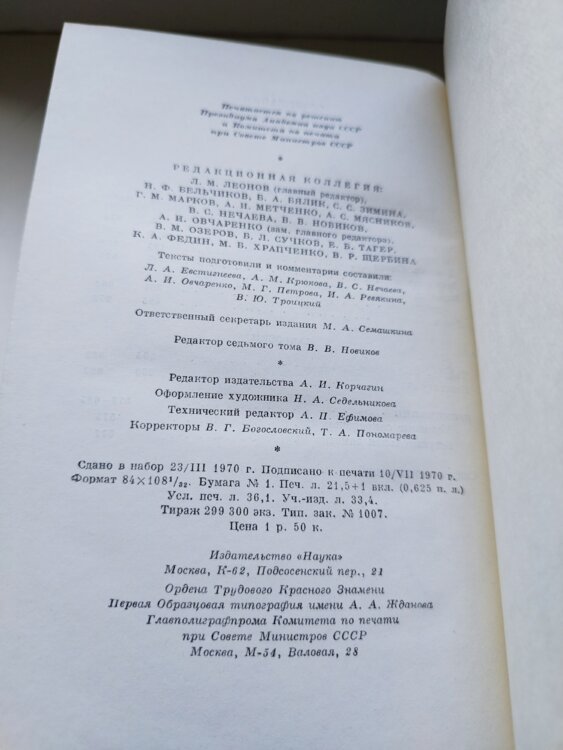 Печатается по решению
Президиума Академии наук СССР
и Комитета по печати
при Совете Министров СССР
*
РЕДАКЦИОННАЯ КОЛЛЕГИЯ:
Л. М. ЛЕОНОВ (главный редактор),
Н. Ф. БЕЛЬЧИКОВ, Б. А. БЯЛИК, С. С. ЗИМИНА,
Г. М. МАРКОВ, А. И. МЕТЧЕНКО, А. С. МЯСНИКОВ,
В. С. НЕЧАЕВА, В. В. НОВИКОВ,
А. И. ОВЧАРЕНКО (зам. главного редактора),
В. М. ОЗЕРОВ, Б. Л. СУЧКОВ, Е. Б. ТАГЕР,
К. А. ФЕДИН, М. Б. ХРАПЧЕНКО, В. Р. ЩЕРБИНА
Тексты подготовили и комментарии составили:
Л. А. Евстигнеева, А. М. Крюкова, В. С. Нечаева,
А. И. Овчаренко, М. Г. Петрова, И. А. Ревякина,
В. Ю. Троицкий
Ответственный секретарь издания М. А. Семашкина
Редактор седьмого тома В. В. Новиков
*
Редактор издательства А. И. Корчагин
Оформление художника Н. А. Седельникова
Технический редактор А. П. Ефимова
Корректоры В. Г. Богословский, Т. А. Пономарева
*
Сдано в набор 23/III 1970 г. Подписано к печати 10/VII 1970 г.
Формат 84×108¹/₃₂. Бумага № 1. Печ. л. 21,5+1 вкл. (0,625 п. л.)
Усл. печ. л. 36,1. Уч.-изд. л. 33,4.
Тираж 299 300 экз. Тип. зак. № 1007.
Цена 1 р. 50 к.
Издательство «Наука»
Москва, К-62, Подсосенский пер., 21
Ордена Трудового Красного Знамени
Первая Образцовая типография имени А. А. Жданова
Главполиграфпрома Комитета по печати
при Совете Министров СССР
Москва, М-54, Валовая, 28